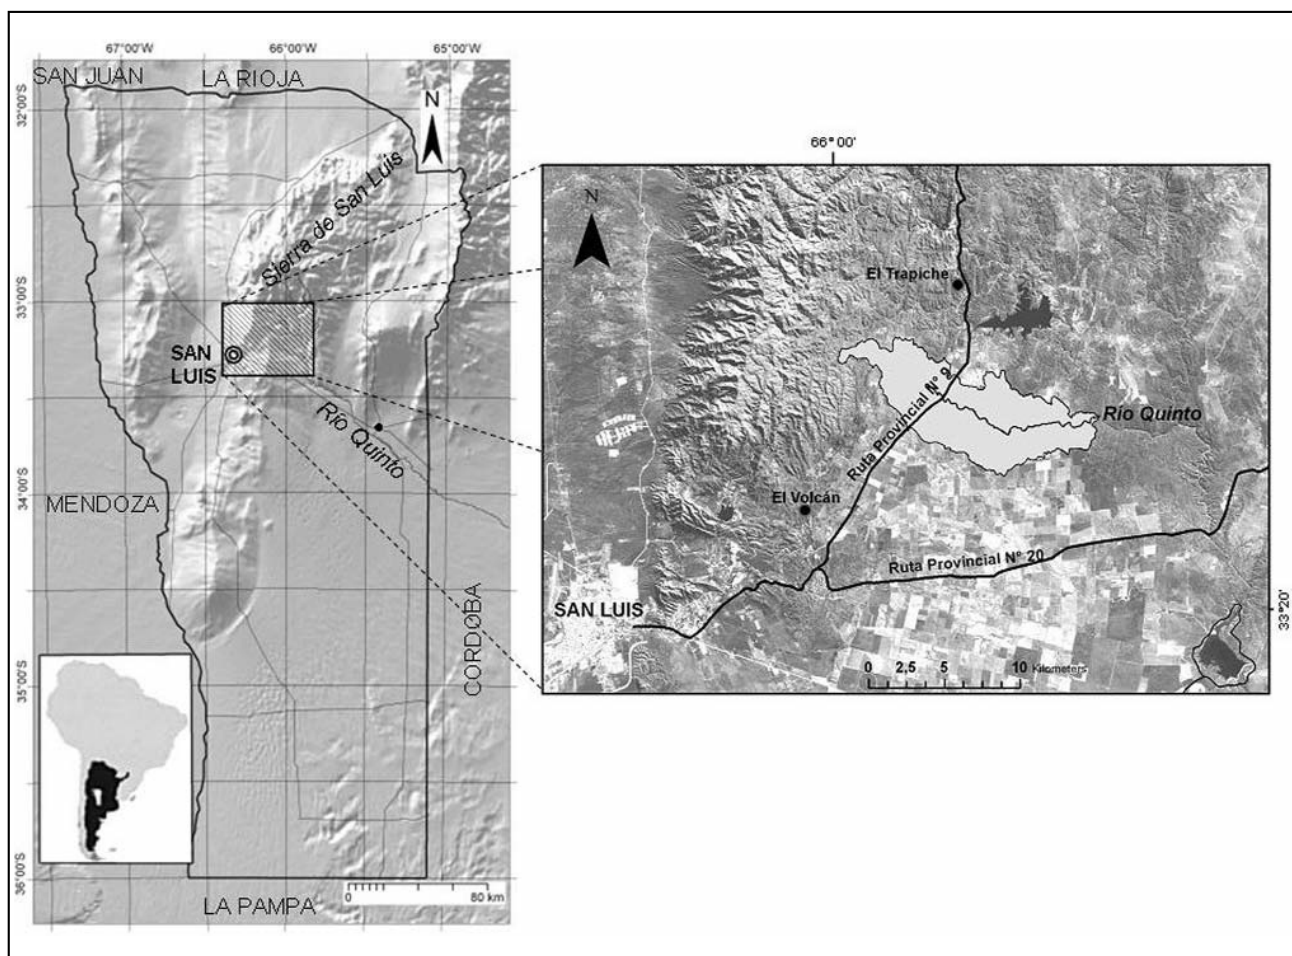 67°00'W
66°00'W
65°00'W
SAN JUAN
LA RIOJA
N
32°00'S
Sierra de San Luis
33°00'S
SAN
LUIS
Río Quinto
34°00'S
MENDOZA
CORDOBA
35°00'S
36°00'S
0
80 km
LA PAMPA
66°00'
N
El Trapiche
Ruta Provincial N° 9
Río Quinto
El Volcán
Ruta Provincial N° 20
SAN LUIS
33°20
0 2,5 5 10 Kilometers